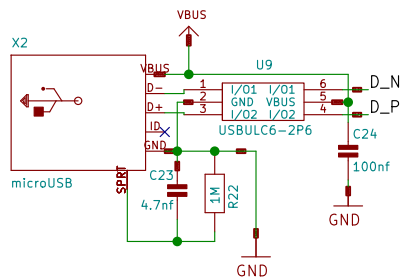 VBUS
X2
U9
VBUS
D-
D+
ID
GND
SPRT
microUSB
1
2
3
I/O1 I/O1
GND VBUS
I/O2 I/O2
6
5
4
USBULC6-2P6
D_N
D_P
C24
100nf
GND
C23
4.7nf
1M
R22
GND